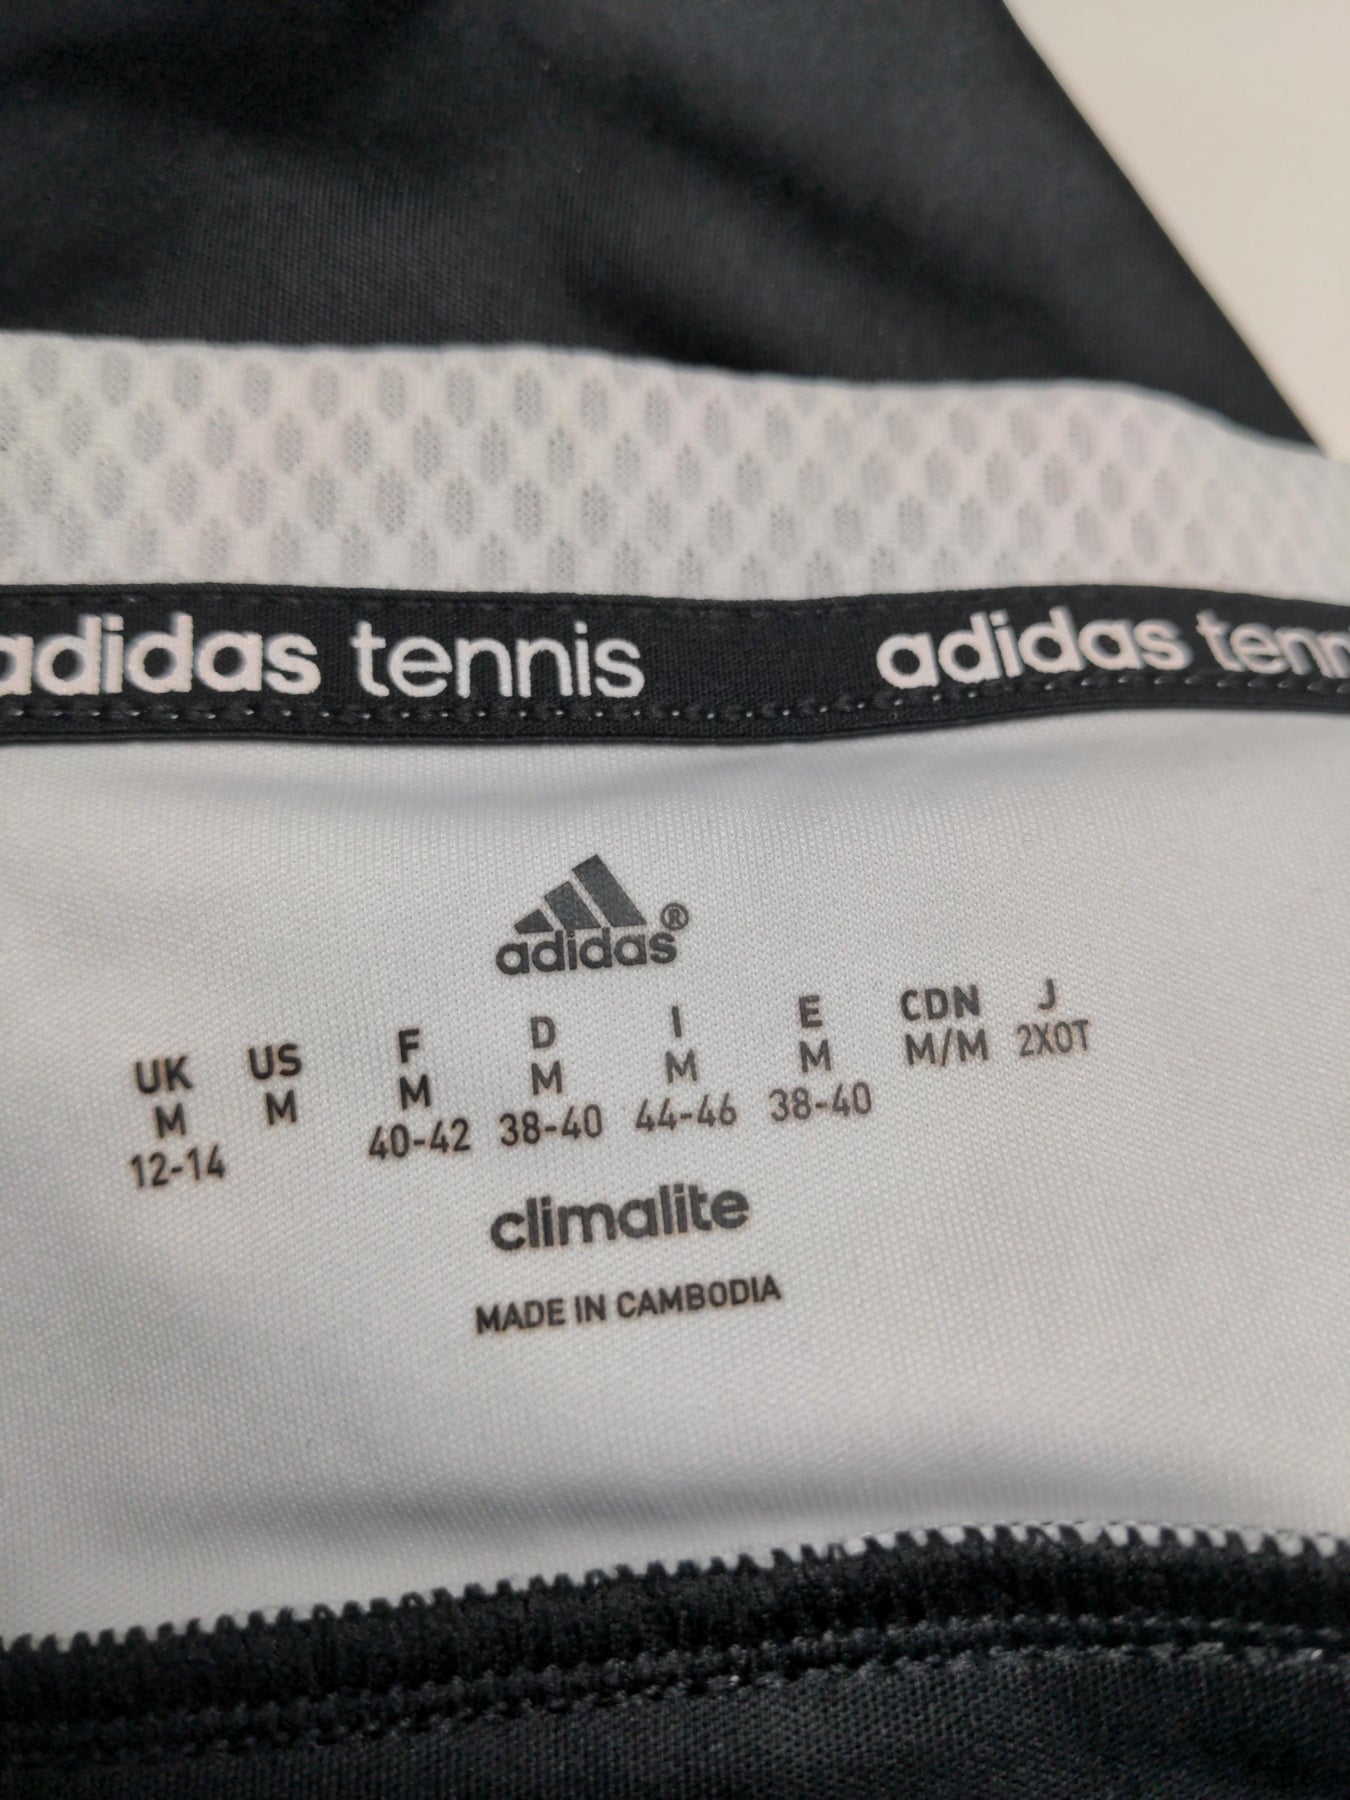 adidas tennis adidas tenn
adidas®
UK US F D I E CDN J
M M M M M M M/M 2XOT
12-14 40-42 38-40 44-46 38-40
climalite
MADE IN CAMBODIA